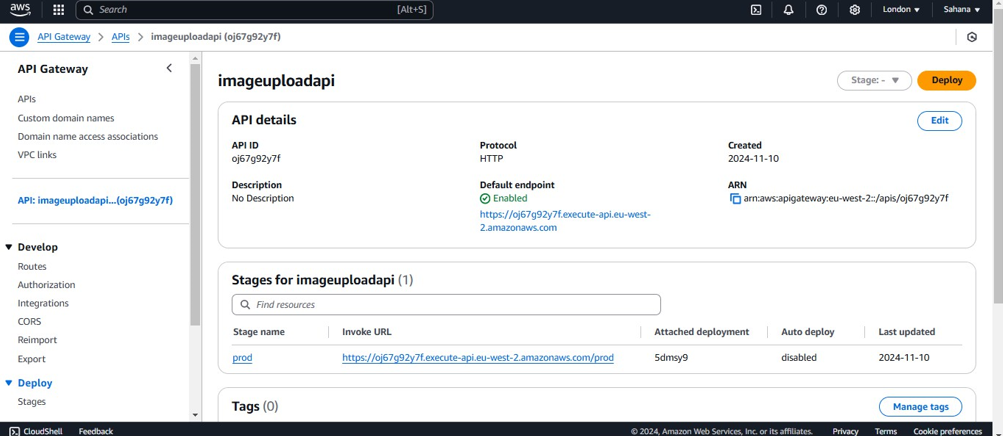 aws
Search [Alt+S]
London
Sahana
API Gateway
APIs
imageuploadapi (oj67g92y7f)
API Gateway
APIs
Custom domain names
Domain name access associations
VPC links
API: imageuploadapi...(oj67g92y7f)
Develop
Routes
Authorization
Integrations
CORS
Reimport
Export
Deploy
Stages
imageuploadapi
Stage: -
Deploy
API details
Edit
API ID
oj67g92y7f
Protocol
HTTP
Created
2024-11-10
Description
No Description
Default endpoint
Enabled
https://oj67g92y7f.execute-api.eu-west-
2.amazonaws.com
ARN
arn:aws:apigateway:eu-west-2::/apis/oj67g92y7f
Stages for imageuploadapi (1)
Find resources
Stage name Invoke URL Attached deployment Auto deploy Last updated
prod https://oj67g92y7f.execute-api.eu-west-2.amazonaws.com/prod 5dmsy9 disabled 2024-11-10
Tags (0)
Manage tags
CloudShell Feedback © 2024, Amazon Web Services, Inc. or its affiliates. Privacy Terms Cookie preferences